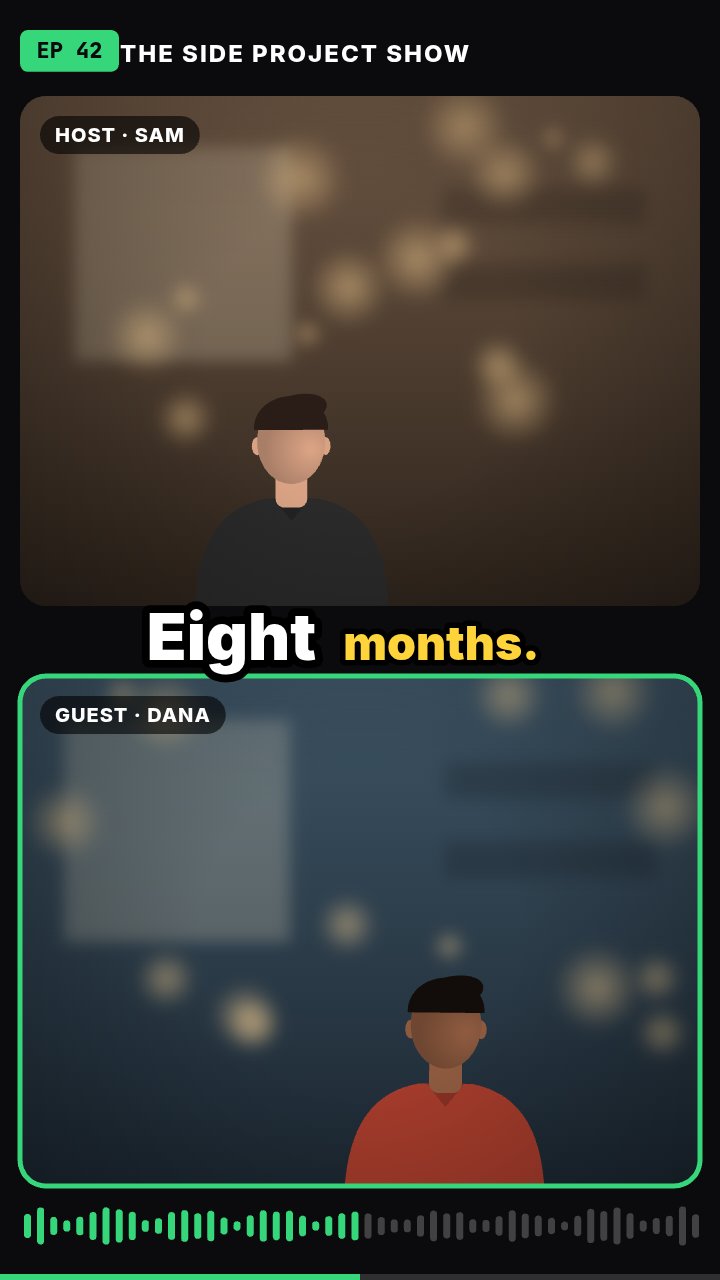 EP 42 THE SIDE PROJECT SHOW
HOST · SAM
Eight months.
GUEST · DANA